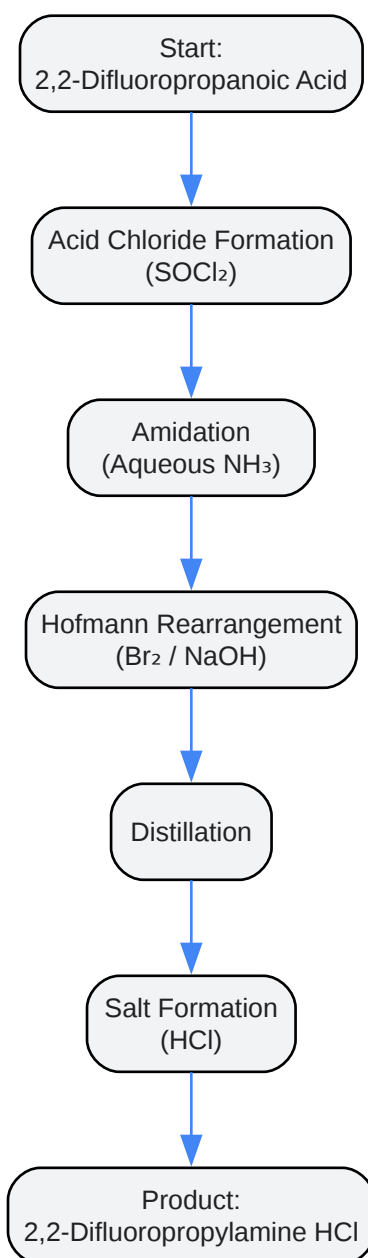 Start:
2,2-Difluoropropanoic Acid
Acid Chloride Formation
(SOCl₂)
Amidation
(Aqueous NH₃)
Hofmann Rearrangement
(Br₂ / NaOH)
Distillation
Salt Formation
(HCl)
Product:
2,2-Difluoropropylamine HCl